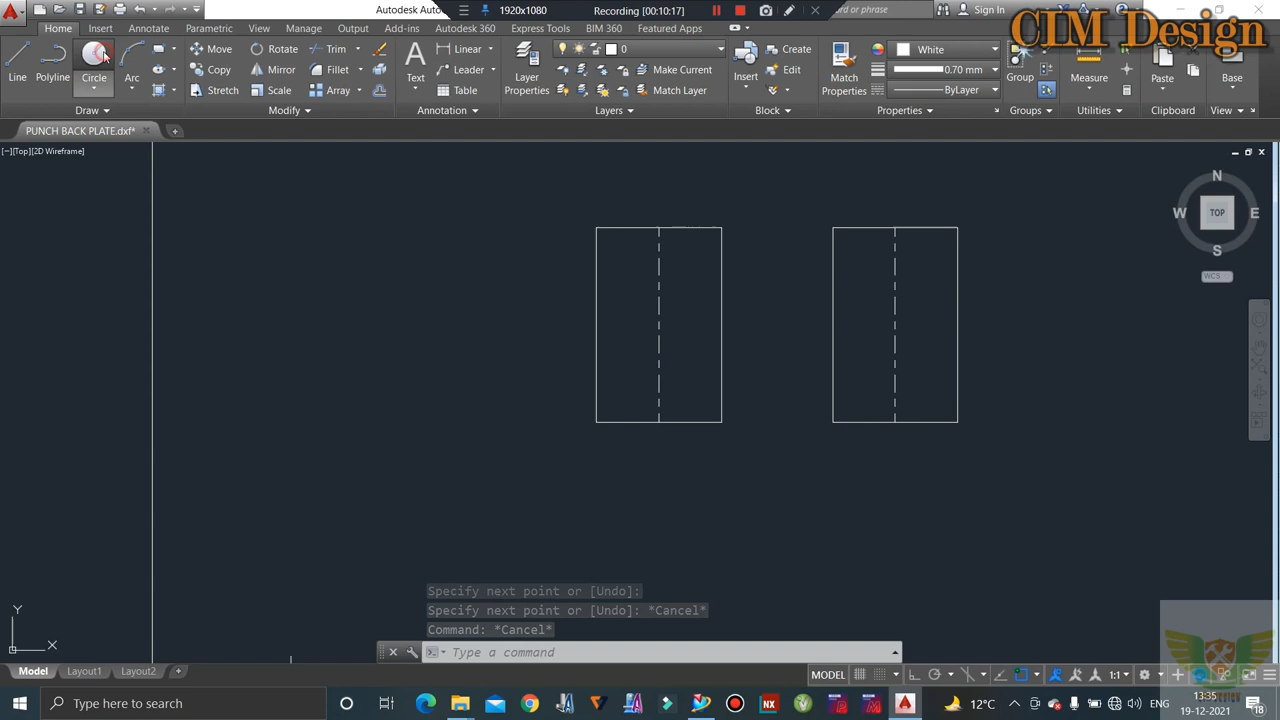 Autodesk Auto
1920x1080
Recording [00:10:17]
or phrase
Sign In
CIM Design
Home
Insert
Annotate
Parametric
View
Manage
Output
Add-ins
Autodesk 360
Express Tools
BIM 360
Featured Apps
Line
Polyline
Circle
Arc
Move
Rotate
Trim
Copy
Mirror
Fillet
Stretch
Scale
Array
Text
Linear
Leader
Table
Layer
Properties
0
Make Current
Match Layer
Insert
Create
Edit
Match
Properties
White
0.70 mm
ByLayer
Group
Measure
Paste
Base
Draw
Modify
Annotation
Layers
Block
Properties
Groups
Utilities
Clipboard
View
PUNCH BACK PLATE.dxf*
[−][Top][2D Wireframe]
N
W
TOP
E
S
WCS
Specify next point or [Undo]:
Specify next point or [Undo]: *Cancel*
Command: *Cancel*
Y
X
Type a command
Model
Layout1
Layout2
MODEL
1:1
Type here to search
NX
12°C
ENG
13:35
19-12-2021
18